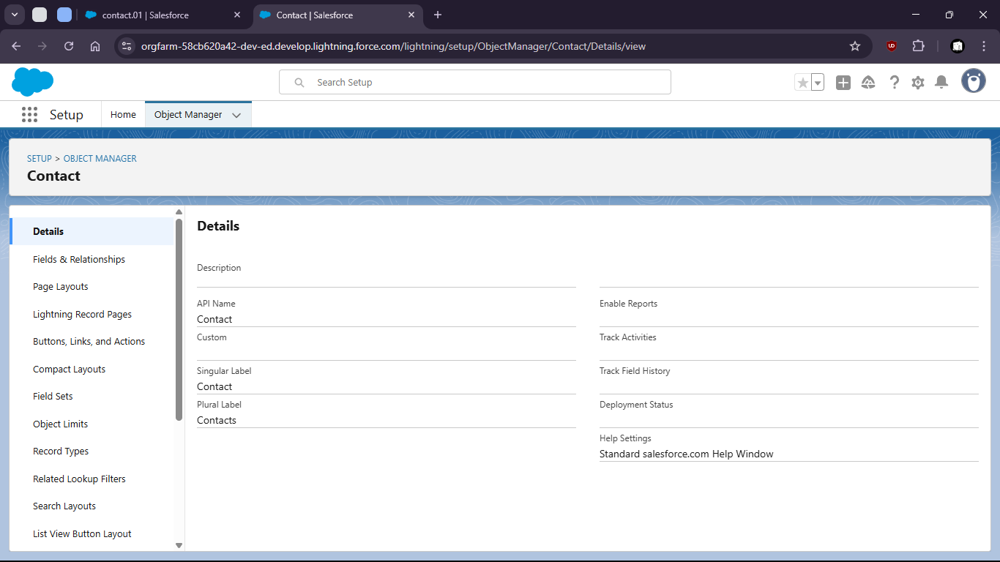 contact.01 | Salesforce
Contact | Salesforce
orgfarm-58cb620a42-dev-ed.develop.lightning.force.com/lightning/setup/ObjectManager/Contact/Details/view
Search Setup
Setup
Home
Object Manager
SETUP > OBJECT MANAGER
Contact
Details
Fields & Relationships
Page Layouts
Lightning Record Pages
Buttons, Links, and Actions
Compact Layouts
Field Sets
Object Limits
Record Types
Related Lookup Filters
Search Layouts
List View Button Layout
Details
Description
API Name
Contact
Custom
Singular Label
Contact
Plural Label
Contacts
Enable Reports
Track Activities
Track Field History
Deployment Status
Help Settings
Standard salesforce.com Help Window